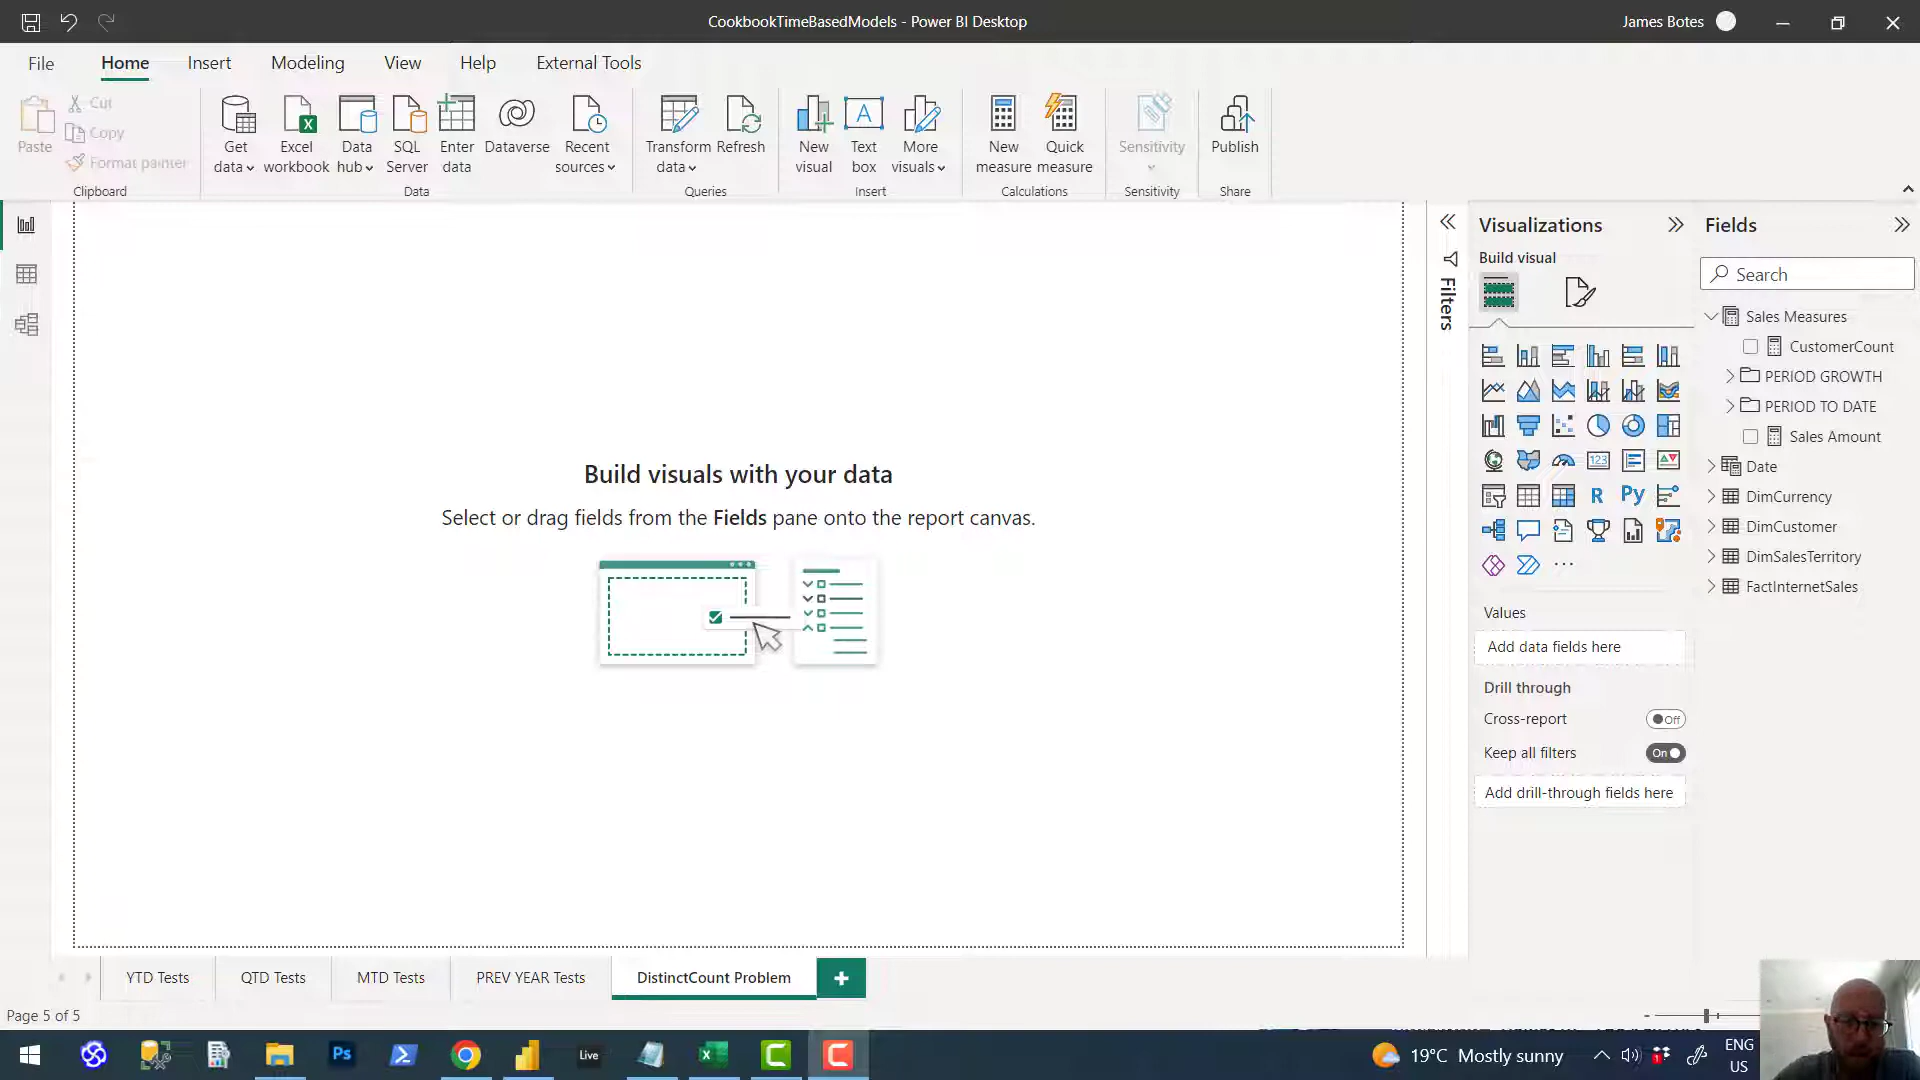 CookbookTimeBasedModels - Power BI Desktop
James Botes
File
Home
Insert
Modeling
View
Help
External Tools
Paste
Cut
Copy
Format painter
Clipboard
Get data
Excel workbook
Data hub
SQL Server
Enter data
Dataverse
Recent sources
Data
Transform data
Refresh
Queries
New visual
Text box
More visuals
Insert
New measure
Quick measure
Calculations
Sensitivity
Sensitivity
Publish
Share
Filters
Visualizations
Build visual
123
R
Py
Values
Add data fields here
Drill through
Cross-report
Off
Keep all filters
On
Add drill-through fields here
Fields
Search
Sales Measures
CustomerCount
PERIOD GROWTH
PERIOD TO DATE
Sales Amount
Date
DimCurrency
DimCustomer
DimSalesTerritory
FactInternetSales
Build visuals with your data
Select or drag fields from the Fields pane onto the report canvas.
YTD Tests
QTD Tests
MTD Tests
PREV YEAR Tests
DistinctCount Problem
Page 5 of 5
Ps
Live
19°C Mostly sunny
ENG
US